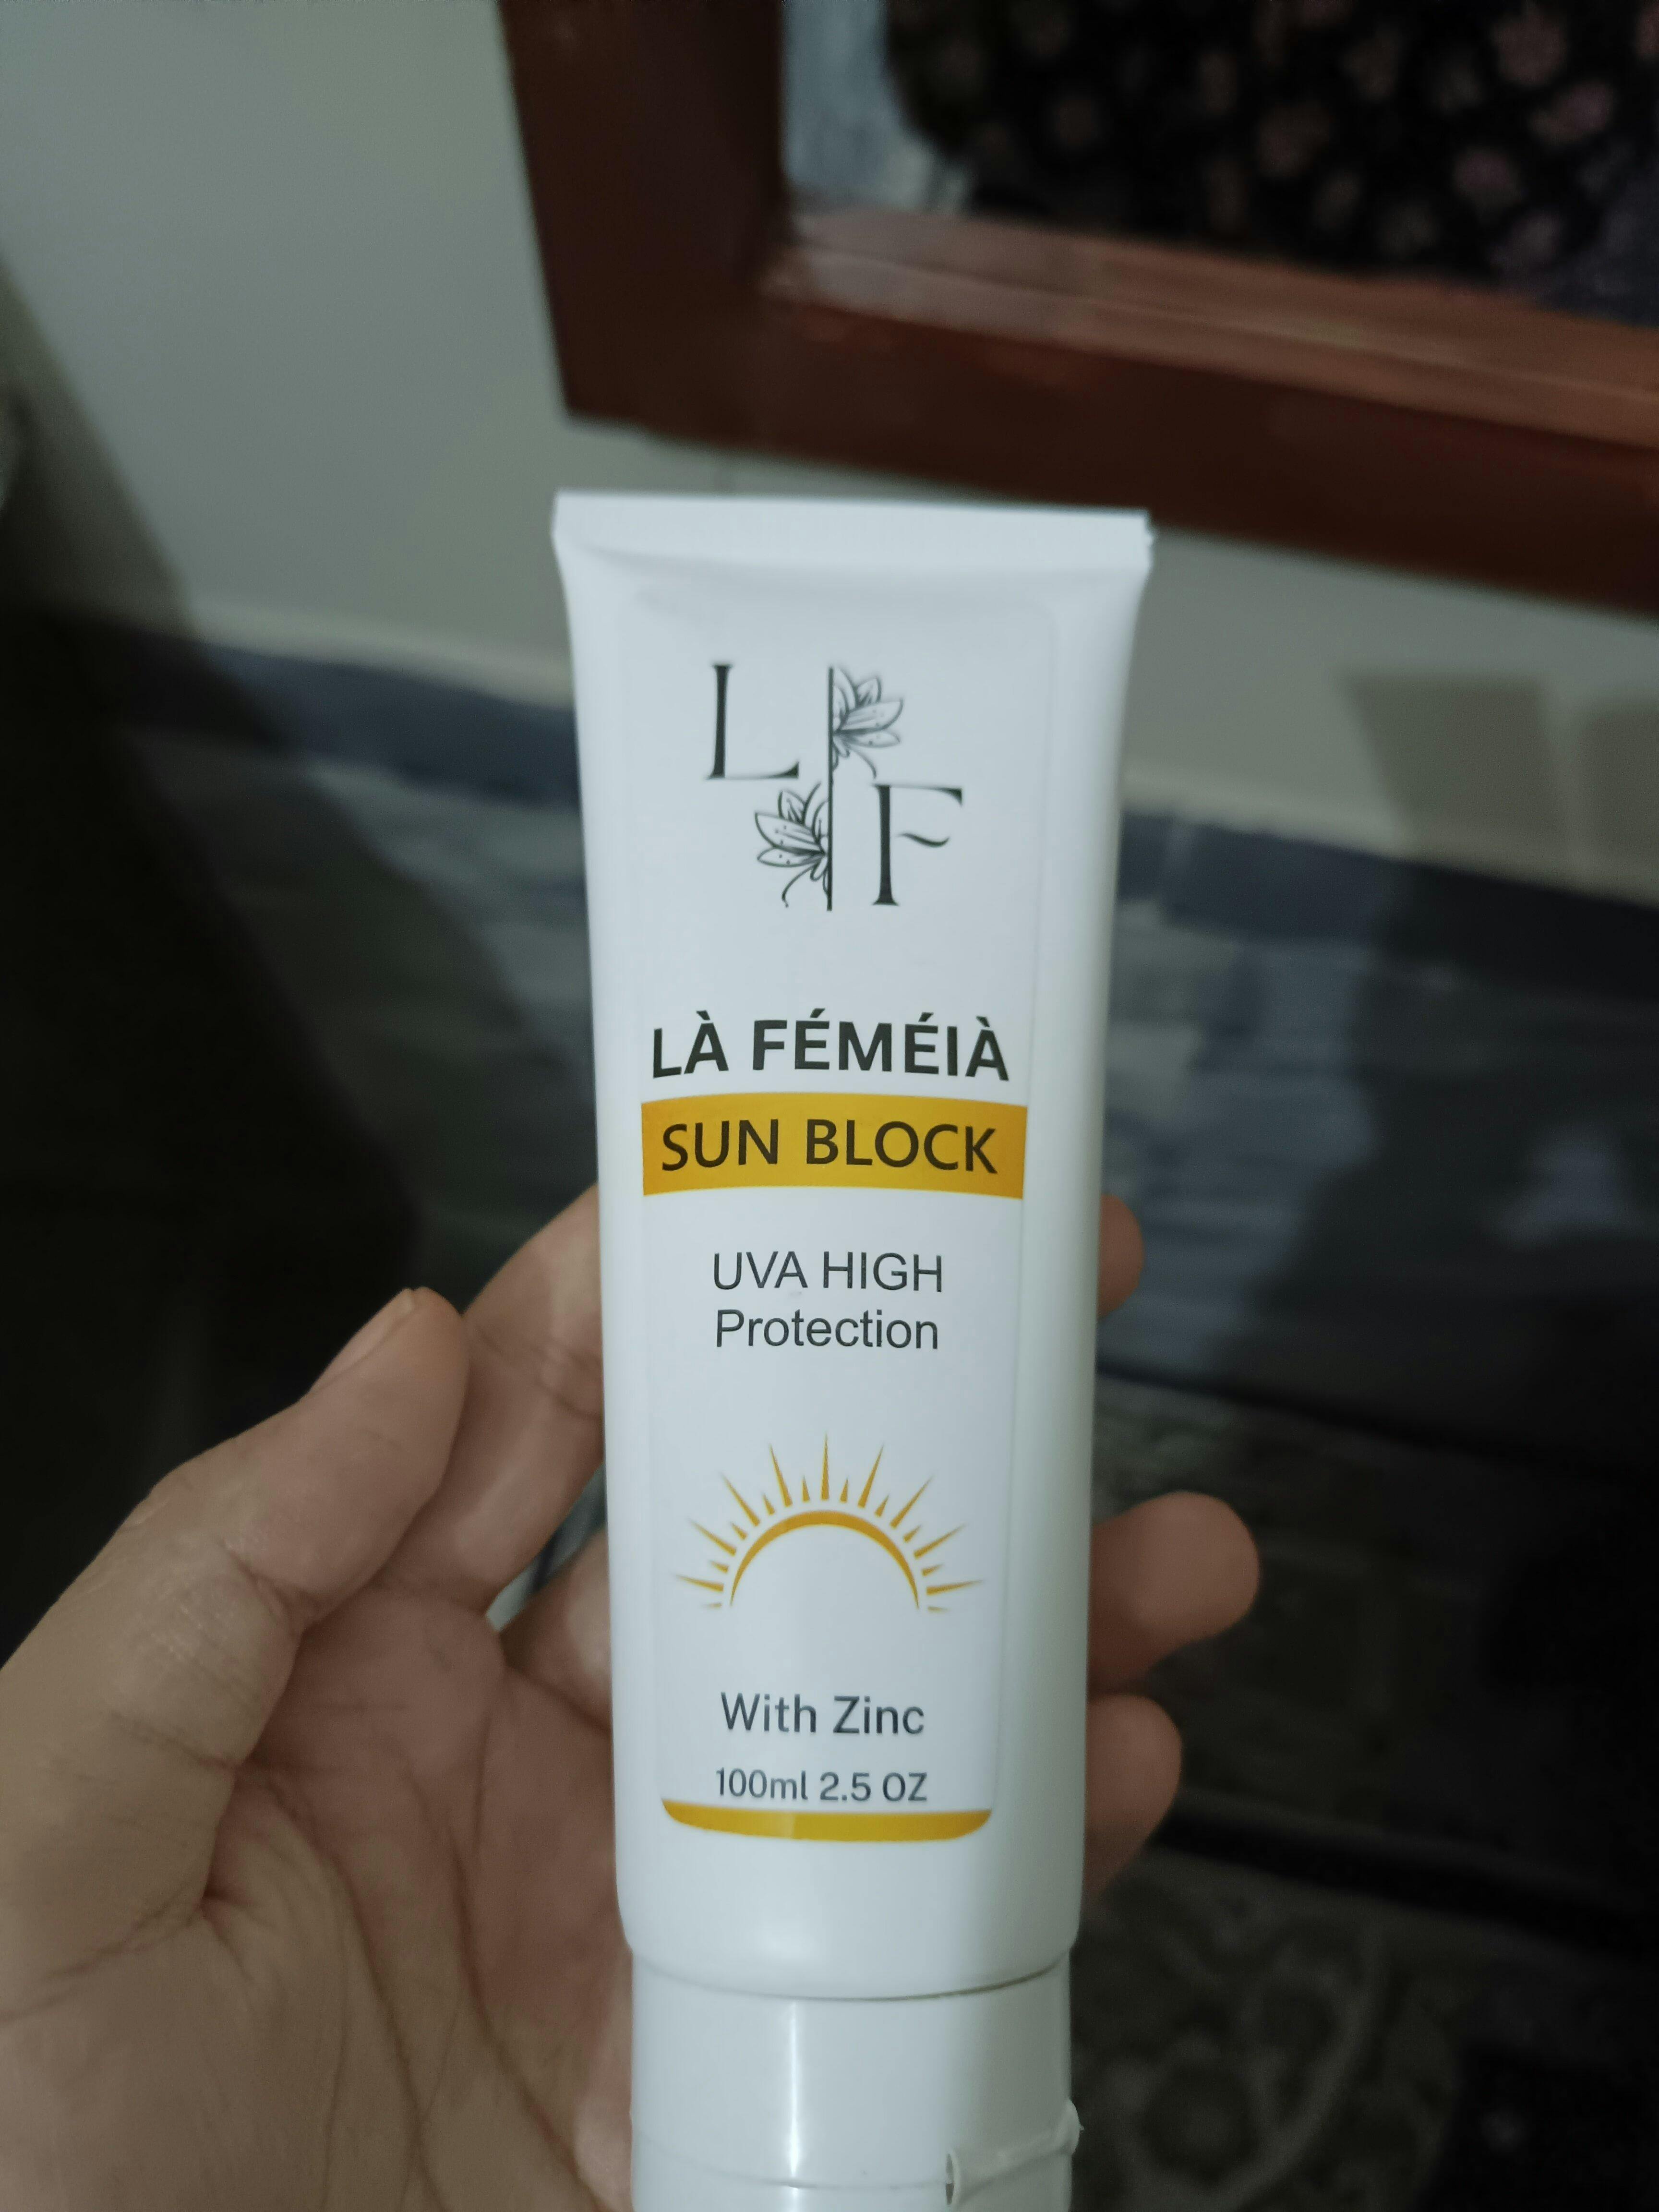 L F
LÀ FÉMÉIÀ
SUN BLOCK
UVA HIGH
Protection
With Zinc
100ml 2.5 OZ